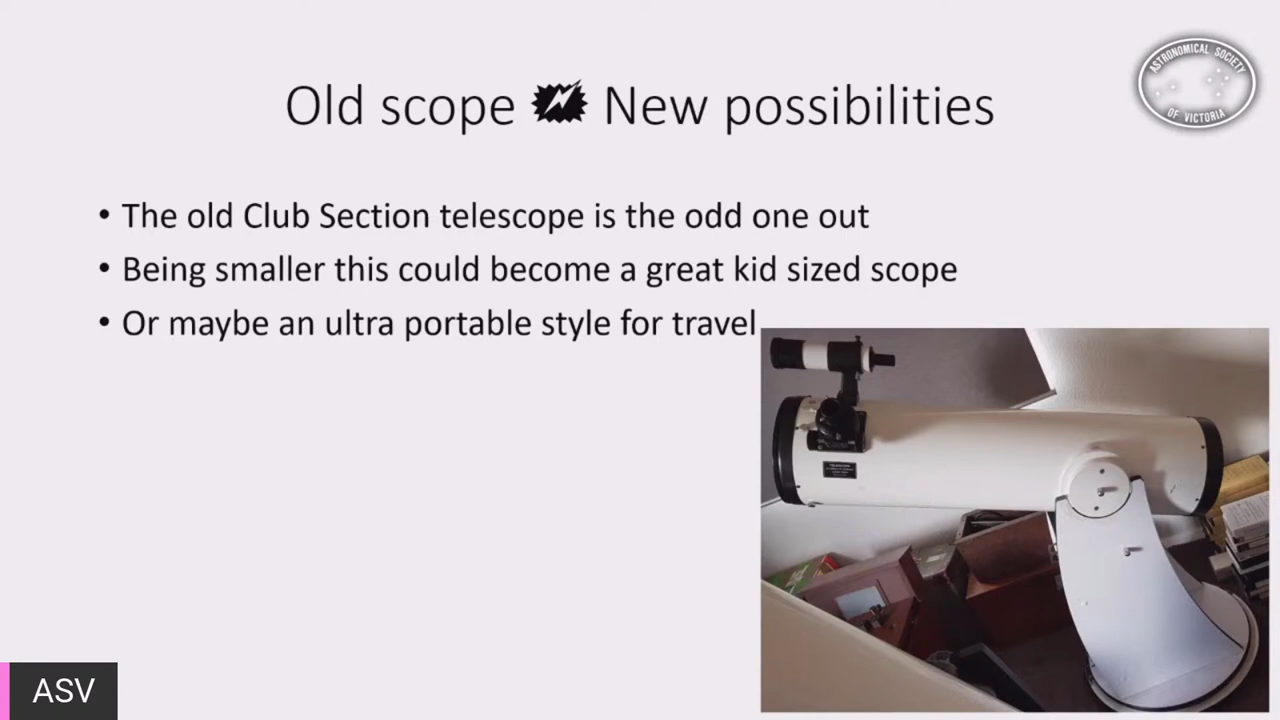 ASTRONOMICAL SOCIETY
OF VICTORIA
Old scope New possibilities
• The old Club Section telescope is the odd one out
• Being smaller this could become a great kid sized scope
• Or maybe an ultra portable style for travel
ASV